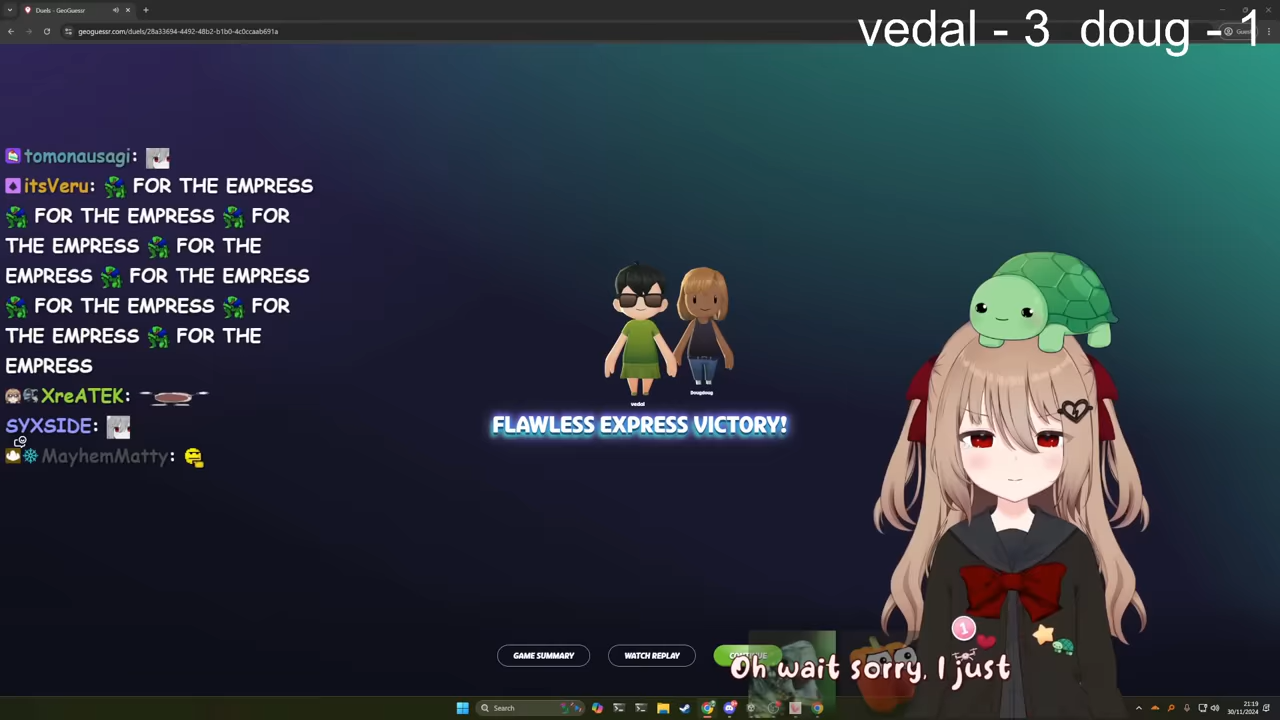 Duels - GeoGuessr
geoguessr.com/duels/28a33694-4492-48b2-b1b0-4c0ccaab691a
vedal - 3 doug - 1
tomonausagi:
itsVeru: FOR THE EMPRESS
FOR THE EMPRESS FOR
THE EMPRESS FOR THE
EMPRESS FOR THE EMPRESS
FOR THE EMPRESS FOR
THE EMPRESS FOR THE
EMPRESS
XreATEK:
SYXSIDE:
MayhemMatty:
vedal
Dougdoug
FLAWLESS EXPRESS VICTORY!
1
GAME SUMMARY
WATCH REPLAY
Oh wait sorry, I just
Search
21:19
30/11/2024